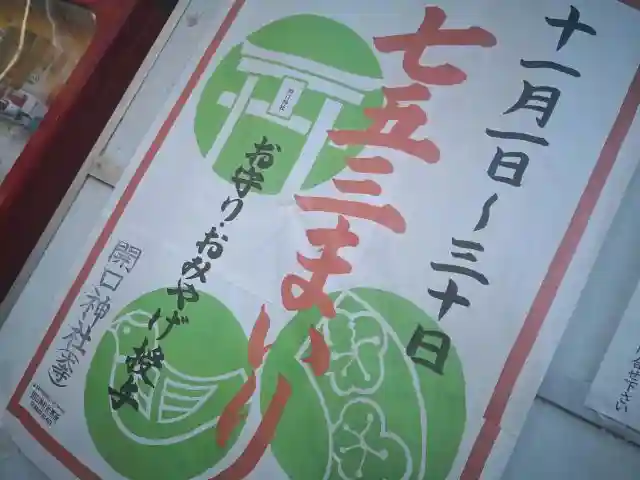 十一月一日～三十日
七五三まいり
お守り・おみやげ授与
開口神社